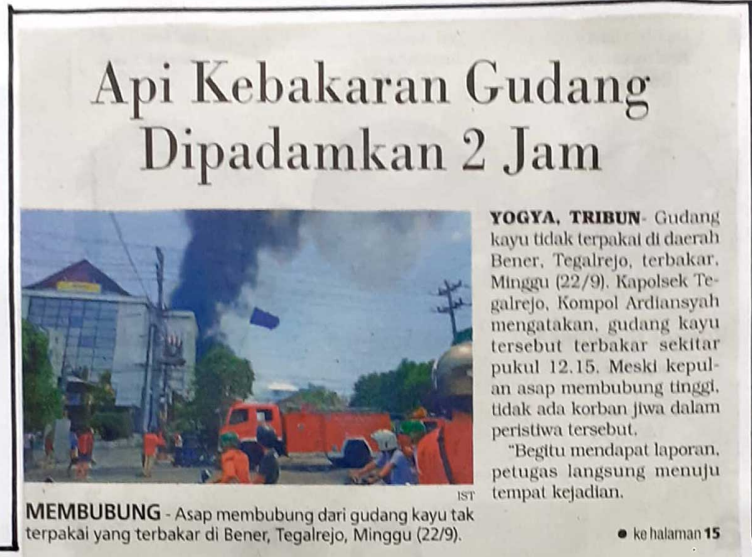 Api Kebakaran Gudang
Dipadamkan 2 Jam
YOGYA, TRIBUN- Gudang
kayu tidak terpakai di daerah
Bener, Tegalrejo, terbakar,
Minggu (22/9). Kapolsek Te-
galrejo, Kompol Ardiansyah
mengatakan, gudang kayu
tersebut terbakar sekitar
pukul 12.15. Meski kepul-
an asap membubung tinggi,
tidak ada korban jiwa dalam
peristiwa tersebut.
"Begitu mendapat laporan,
petugas langsung menuju
tempat kejadian.
● ke halaman 15
IST
MEMBUBUNG - Asap membubung dari gudang kayu tak
terpakai yang terbakar di Bener, Tegalrejo, Minggu (22/9).